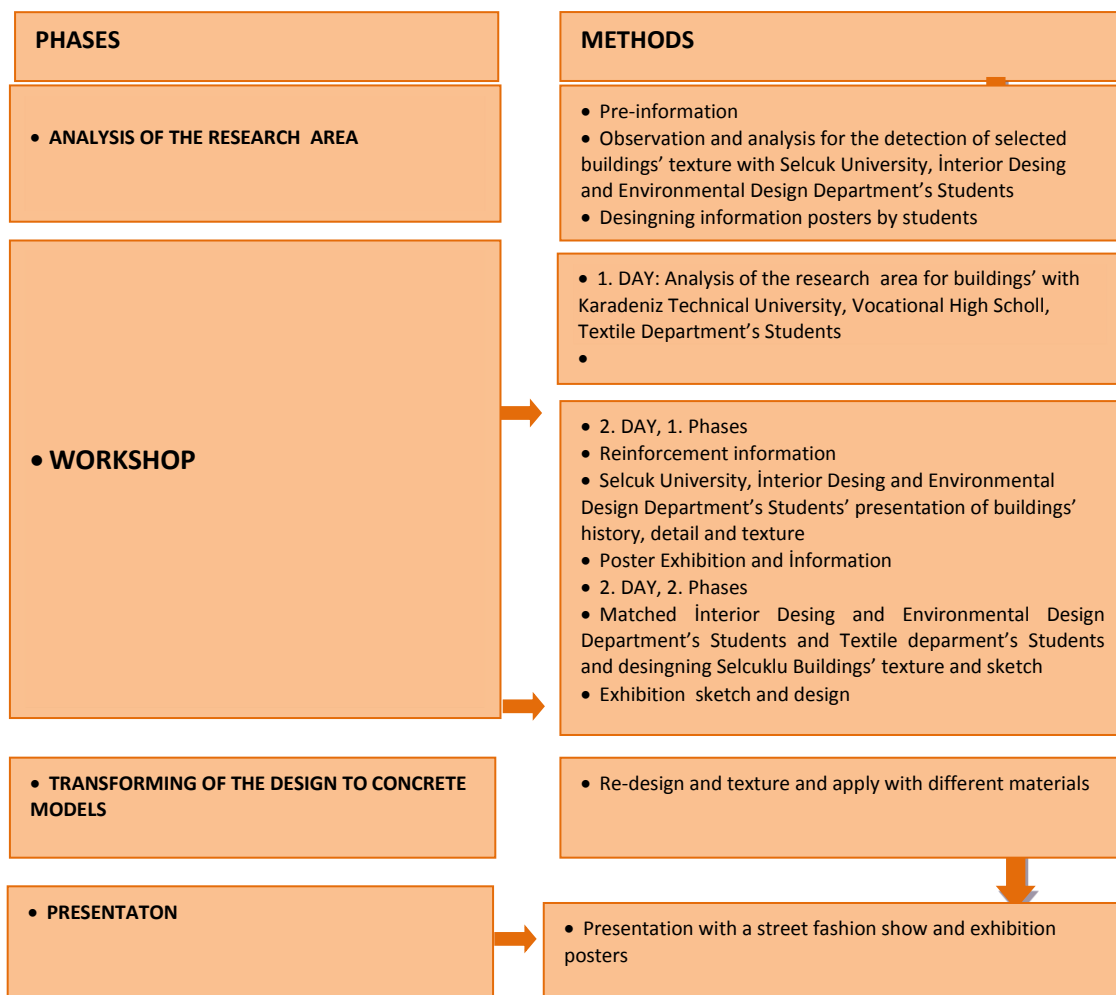 PHASES
METHODS
• ANALYSIS OF THE RESEARCH AREA
• Pre-information
• Observation and analysis for the detection of selected
buildings’ texture with Selcuk University, İnterior Desing
and Environmental Design Department’s Students
• Desingning information posters by students
• WORKSHOP
• 1. DAY: Analysis of the research area for buildings’ with
Karadeniz Technical University, Vocational High Scholl,
Textile Department’s Students
•
• 2. DAY, 1. Phases
• Reinforcement information
• Selcuk University, İnterior Desing and Environmental
Design Department’s Students’ presentation of buildings’
history, detail and texture
• Poster Exhibition and İnformation
• 2. DAY, 2. Phases
• Matched İnterior Desing and Environmental Design
Department’s Students and Textile deparment’s Students
and desingning Selcuklu Buildings’ texture and sketch
• Exhibition sketch and design
• TRANSFORMING OF THE DESIGN TO CONCRETE
MODELS
• Re-design and texture and apply with different materials
• PRESENTATON
• Presentation with a street fashion show and exhibition
posters